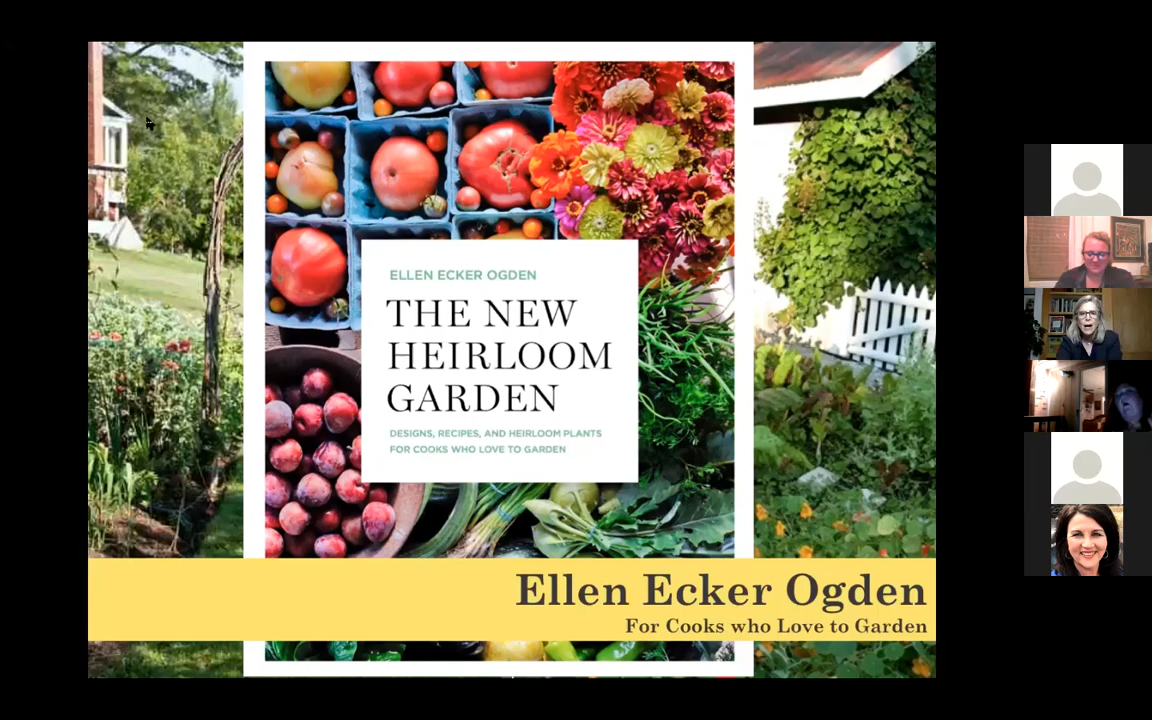 ELLEN ECKER OGDEN
THE NEW
HEIRLOOM
GARDEN
DESIGNS, RECIPES, AND HEIRLOOM PLANTS
FOR COOKS WHO LOVE TO GARDEN
Ellen Ecker Ogden
For Cooks who Love to Garden